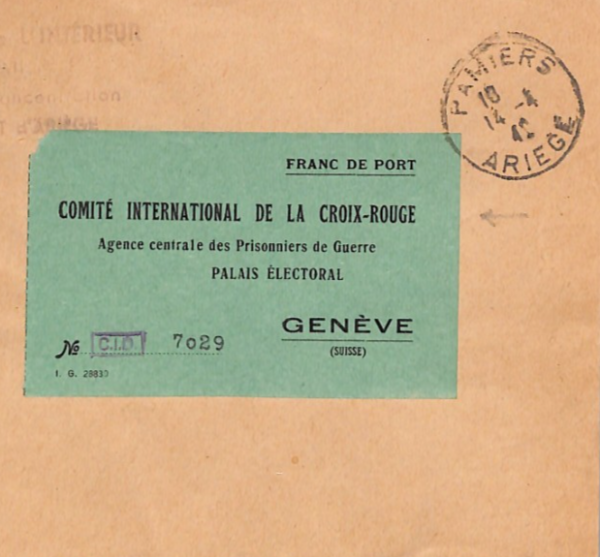 L'INTÉRIEUR
PAMIERS
18
14 -4
42
ARIEGE
T d'ARIÈGE
FRANC DE PORT
COMITÉ INTERNATIONAL DE LA CROIX-ROUGE
Agence centrale des Prisonniers de Guerre
PALAIS ÉLECTORAL
GENÈVE
(SUISSE)
No C.I.D. 7029
I. G. 28830